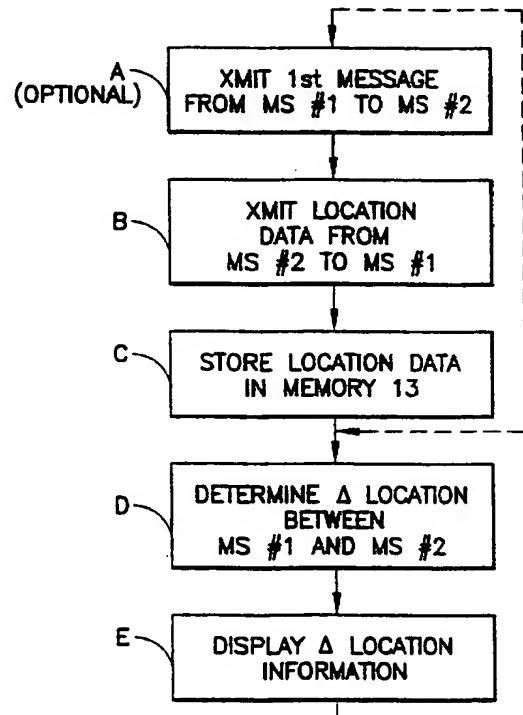 A
(OPTIONAL)
XMIT 1st MESSAGE
FROM MS #1 TO MS #2
B
XMIT LOCATION
DATA FROM
MS #2 TO MS #1
C
STORE LOCATION DATA
IN MEMORY 13
D
DETERMINE Δ LOCATION
BETWEEN
MS #1 AND MS #2
E
DISPLAY Δ LOCATION
INFORMATION